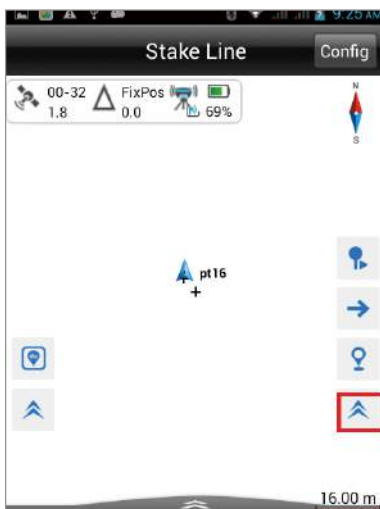 9:25 AM
Stake Line
Config
00-32
1.8
FixPos
0.0
69%
N
S
pt16
16.00 m